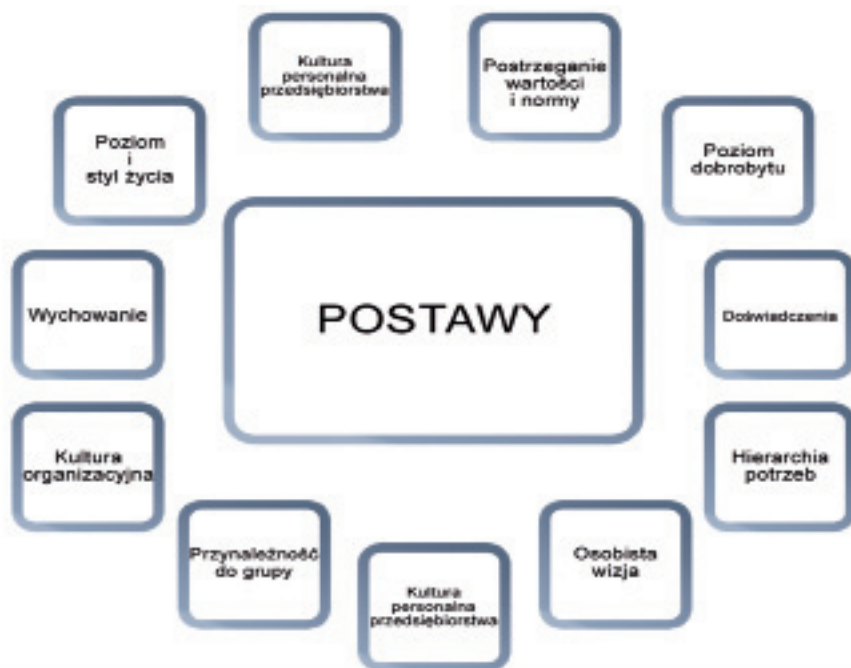 Kultura
personalna
przedsiębiorstwa
Postrzeganie
wartości
i normy
Poziom
i
styl życia
Poziom
dobrobytu
Wychowanie
POSTAWY
Doświadczenia
Kultura
organizacyjna
Hierarchia
potrzeb
Przynależność
do grupy
Osobista
wizja
Kultura
personalna
przedsiębiorstwa